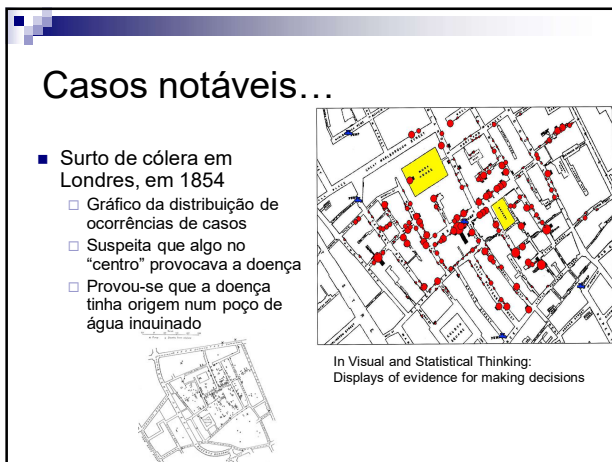 Casos notáveis…
Surto de cólera em
Londres, em 1854
Gráfico da distribuição de
ocorrências de casos
Suspeita que algo no
“centro” provocava a doença
Provou-se que a doença
tinha origem num poço de
água inquinado
In Visual and Statistical Thinking:
Displays of evidence for making decisions